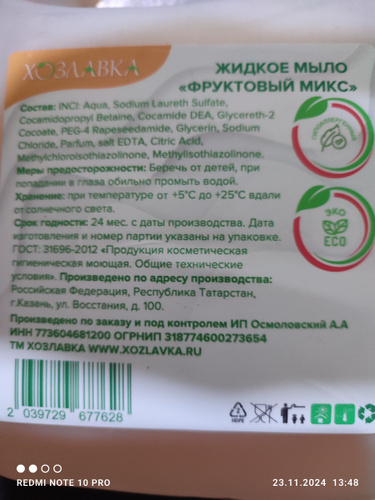 ХОЗЛАВКА
ЖИДКОЕ МЫЛО
«ФРУКТОВЫЙ МИКС»
Состав: INCI: Aqua, Sodium Laureth Sulfate,
Cocamidopropyl Betaine, Cocamide DEA, Glycereth-2
Cocoate, PEG-4 Rapeseedamide, Glycerin, Sodium
Chloride, Parfum, salt EDTA, Citric Acid,
Methylchloroisothiazolinone, Methylisothiazolinone.
Меры предосторожности: Беречь от детей, при
попадании в глаза обильно промыть водой.
Хранение: при температуре от +5°С до +25°С вдали
от солнечного света.
Срок годности: 24 мес. с даты производства. Дата
изготовления и номер партии указаны на упаковке.
ГОСТ: 31696-2012 «Продукция косметическая
гигиеническая моющая. Общие технические
условия». Произведено по адресу производства:
Российская Федерация, Республика Татарстан,
г.Казань, ул. Восстания, д. 100.
Произведено по заказу и под контролем ИП Осмоловский А.А
ИНН 773604681200 ОГРНИП 318774600273654
ТМ ХОЗЛАВКА WWW.XOZLAVKA.RU
ГИПОАЛЛЕРГЕННО
ЭКО
ECO
2 039729 677628
2
HDPE
REDMI NOTE 10 PRO
23.11.2024 13:48